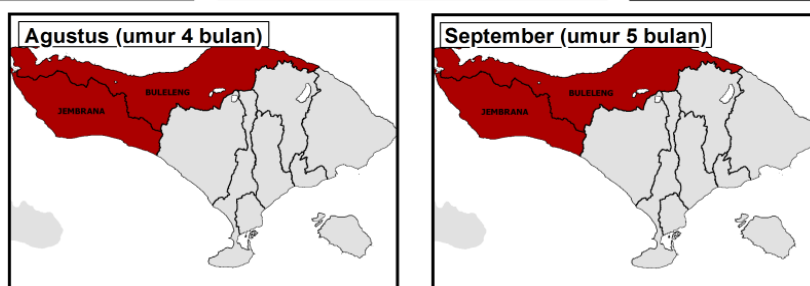 Agustus (umur 4 bulan)
BULELENG
JEMBRANA
September (umur 5 bulan)
BULELENG
JEMBRANA